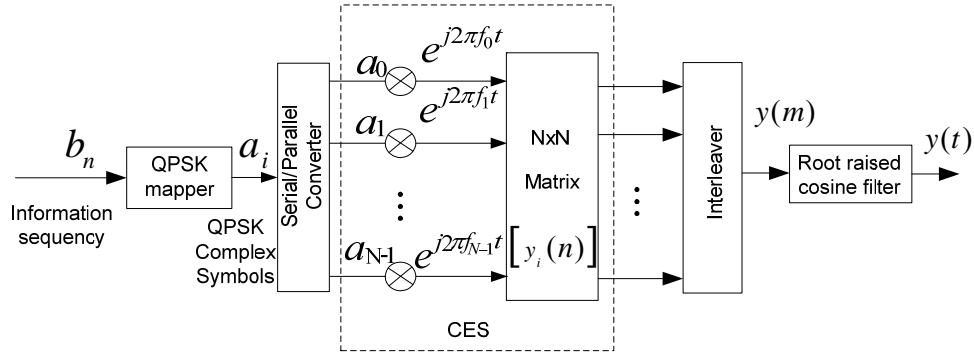 b_n
Information
sequency
QPSK
mapper
a_i
QPSK
Complex
Symbols
Serial/Parallel
Converter
a_0
e^{j2πf_0t}
a_1
e^{j2πf_1t}
⋮
a_{N-1}
e^{j2πf_{N-1}t}
NxN
Matrix
[y_i(n)]
CES
⋮
Interleaver
y(m)
Root raised
cosine filter
y(t)